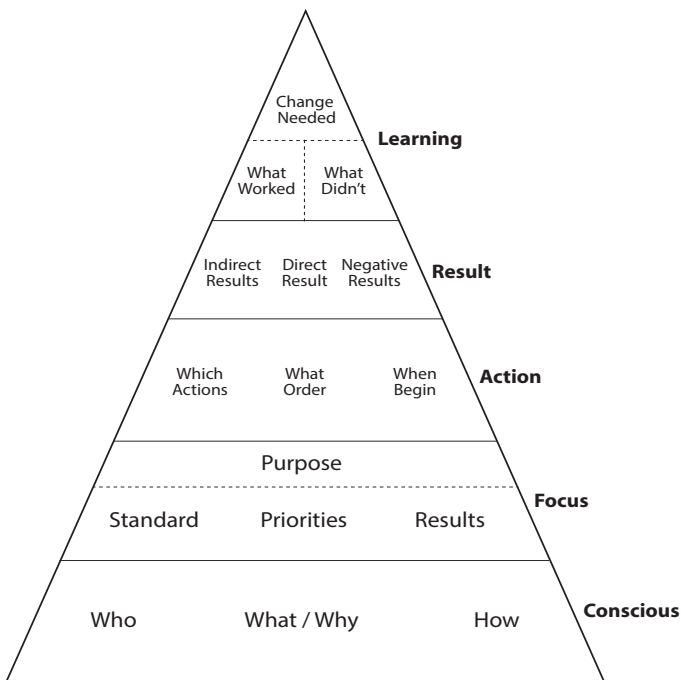 Change
Needed
Learning
What
Worked
What
Didn't
Indirect
Results
Direct
Result
Negative
Results
Result
Which
Actions
What
Order
When
Begin
Action
Purpose
Focus
Standard
Priorities
Results
Who
What / Why
How
Conscious